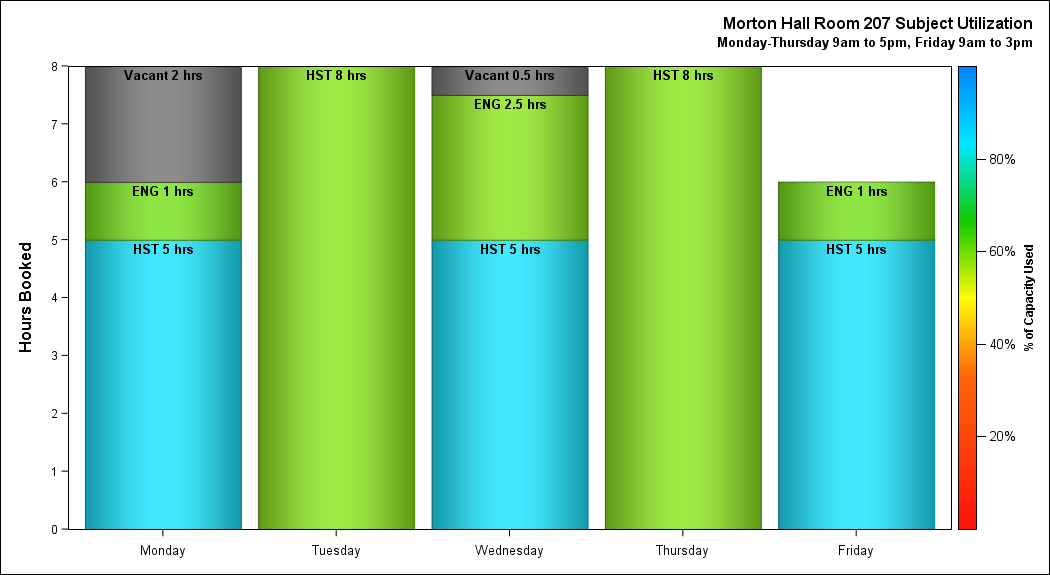 Morton Hall Room 207 Subject Utilization
Monday-Thursday 9am to 5pm, Friday 9am to 3pm
Hours Booked
8
7
6
5
4
3
2
1
0
Vacant 2 hrs
ENG 1 hrs
HST 5 hrs
HST 8 hrs
Vacant 0.5 hrs
ENG 2.5 hrs
HST 5 hrs
HST 8 hrs
ENG 1 hrs
HST 5 hrs
Monday
Tuesday
Wednesday
Thursday
Friday
80%
60%
40%
20%
% of Capacity Used